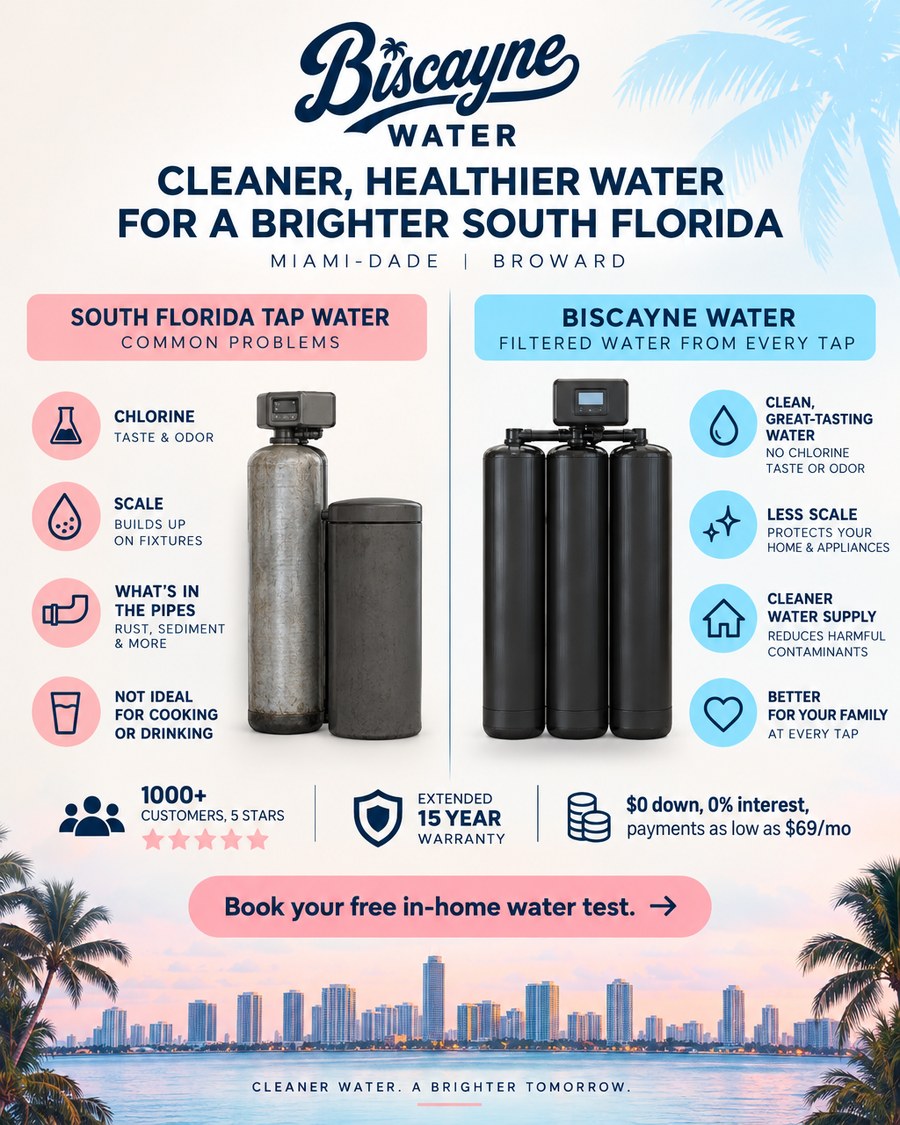 Biscayne
WATER
CLEANER, HEALTHIER WATER
FOR A BRIGHTER SOUTH FLORIDA
MIAMI-DADE | BROWARD
SOUTH FLORIDA TAP WATER
COMMON PROBLEMS
CHLORINE
TASTE & ODOR
SCALE
BUILDS UP
ON FIXTURES
WHAT'S IN
THE PIPES
RUST, SEDIMENT
& MORE
NOT IDEAL
FOR COOKING
OR DRINKING
BISCAYNE WATER
FILTERED WATER FROM EVERY TAP
CLEAN,
GREAT-TASTING
WATER
NO CHLORINE
TASTE OR ODOR
LESS SCALE
PROTECTS YOUR
HOME & APPLIANCES
CLEANER
WATER SUPPLY
REDUCES HARMFUL
CONTAMINANTS
BETTER
FOR YOUR FAMILY
AT EVERY TAP
1000+
CUSTOMERS, 5 STARS
EXTENDED
15 YEAR
WARRANTY
$0 down, 0% interest,
payments as low as $69/mo
Book your free in-home water test. →
CLEANER WATER. A BRIGHTER TOMORROW.